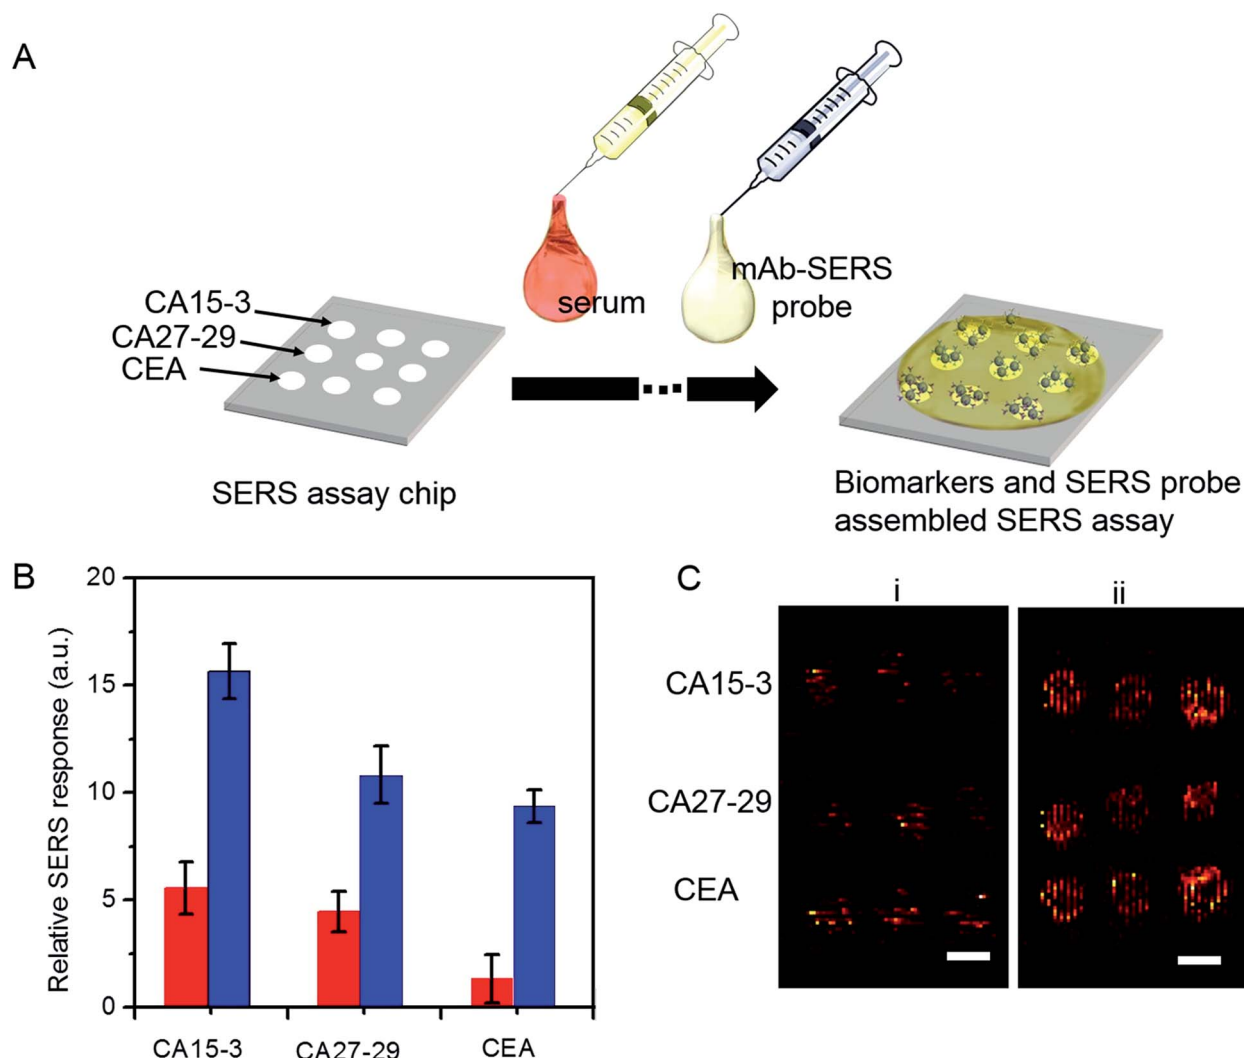 A
serum
mAb-SERS
probe
CA15-3
CA27-29
CEA
SERS assay chip
Biomarkers and SERS probe
assembled SERS assay
B
Relative SERS response (a.u.)
20
15
10
5
0
CA15-3
CA27-29
CEA
C
i
ii
CA15-3
CA27-29
CEA